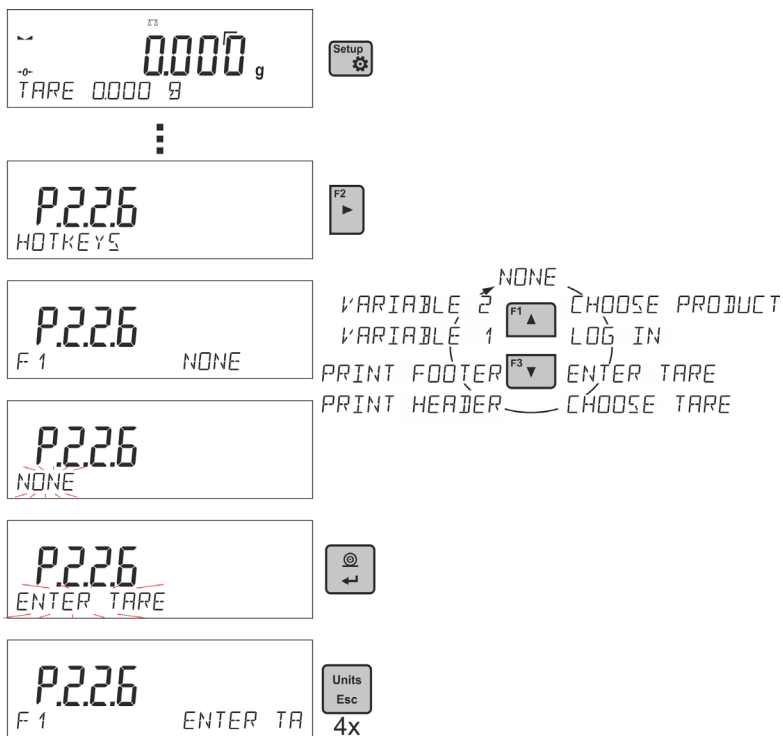 0.000 g
Setup
→0←
TARE 0.000 g
P.2.2.6
F2
HOTKEYS
NONE
VARIABLE 2
F1
CHOOSE PRODUCT
P.2.2.6
VARIABLE 1
LOG IN
F1 NONE
PRINT FOOTER
F3
ENTER TARE
PRINT HEADER
CHOOSE TARE
P.2.2.6
NONE
P.2.2.6
ENTER TARE
P.2.2.6
Units
Esc
F1 ENTER TA
4x